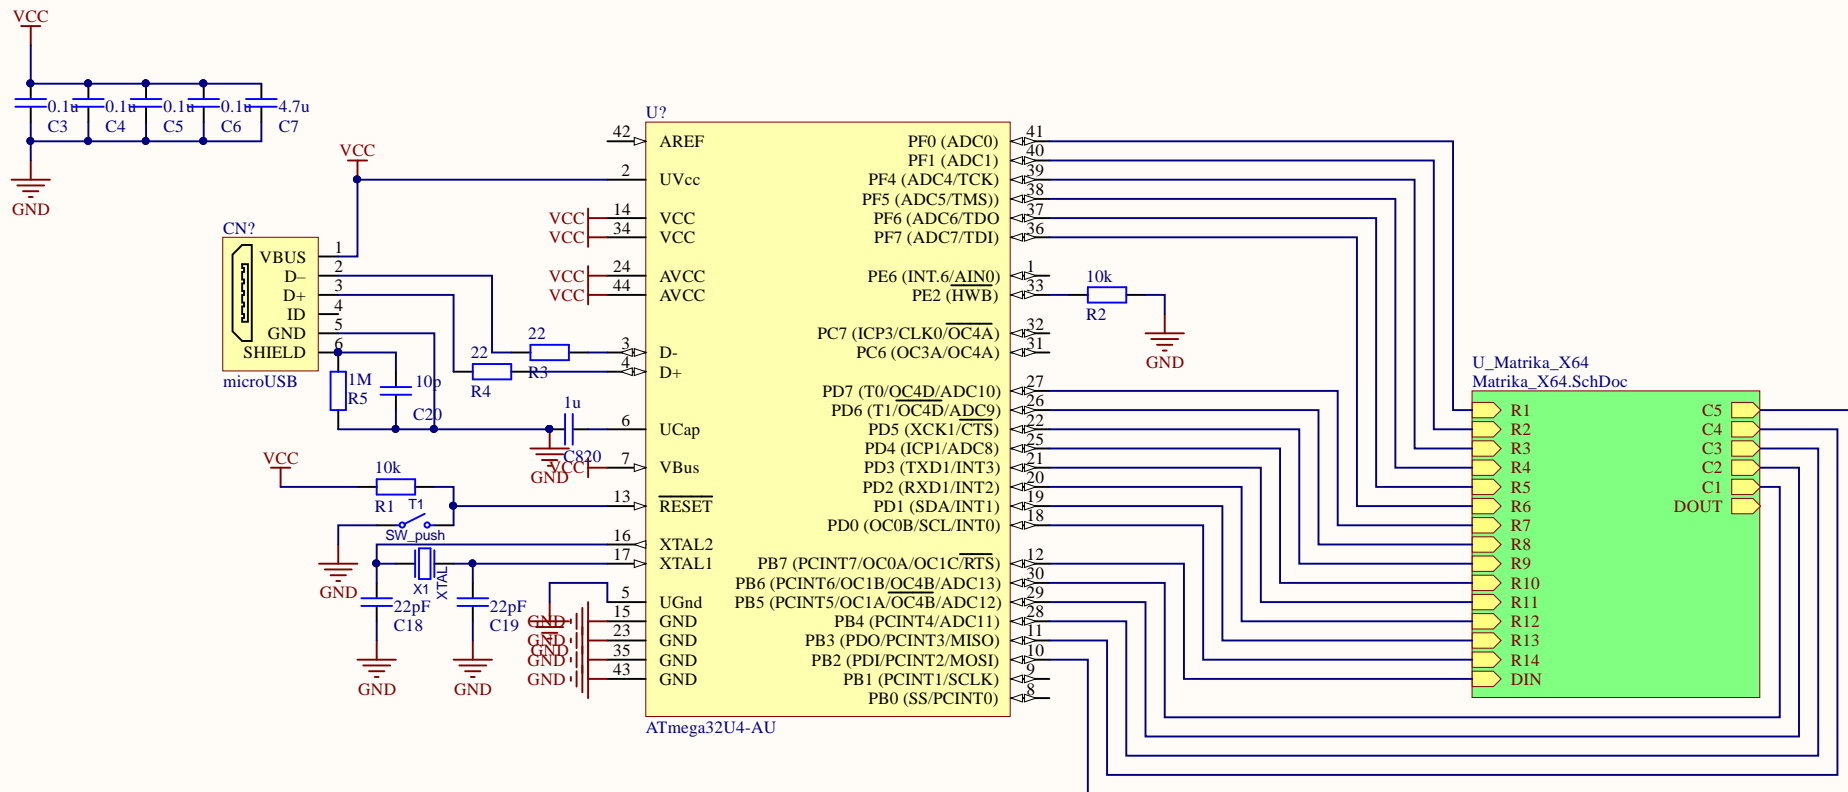 VCC
0.1u
C3
0.1u
C4
0.1u
C5
0.1u
C6
4.7u
C7
GND
VCC
CN?
VBUS 1
D– 2
D+ 3
ID 4
GND 5
SHIELD 6
microUSB
1M
R5
10p
C20
22
R3
22
R4
1u
C820
GND
VCC
VCC
10k
R1
T1
SW_push
GND
X1
XTAL
22pF
C18
22pF
C19
GND
GND
U?
42 AREF
2 UVcc
VCC 14 VCC
VCC 34 VCC
VCC 24 AVCC
VCC 44 AVCC
3 D-
4 D+
6 UCap
7 VBus
13 RESET
16 XTAL2
17 XTAL1
5 UGnd
GND 15 GND
GND 23 GND
GND
GND 35 GND
GND 43 GND
PF0 (ADC0) 41
PF1 (ADC1) 40
PF4 (ADC4/TCK) 39
PF5 (ADC5/TMS)) 38
PF6 (ADC6/TDO 37
PF7 (ADC7/TDI) 36
PE6 (INT.6/AIN0) 1
PE2 (HWB) 33
PC7 (ICP3/CLK0/OC4A) 32
PC6 (OC3A/OC4A) 31
PD7 (T0/OC4D/ADC10) 27
PD6 (T1/OC4D/ADC9) 26
PD5 (XCK1/CTS) 22
PD4 (ICP1/ADC8) 25
PD3 (TXD1/INT3) 21
PD2 (RXD1/INT2) 20
PD1 (SDA/INT1) 19
PD0 (OC0B/SCL/INT0) 18
PB7 (PCINT7/OC0A/OC1C/RTS) 12
PB6 (PCINT6/OC1B/OC4B/ADC13) 30
PB5 (PCINT5/OC1A/OC4B/ADC12) 29
PB4 (PCINT4/ADC11) 28
PB3 (PDO/PCINT3/MISO) 11
PB2 (PDI/PCINT2/MOSI) 10
PB1 (PCINT1/SCLK) 9
PB0 (SS/PCINT0) 8
ATmega32U4-AU
10k
R2
GND
U_Matrika_X64
Matrika_X64.SchDoc
R1 C5
R2 C4
R3 C3
R4 C2
R5 C1
R6 DOUT
R7
R8
R9
R10
R11
R12
R13
R14
DIN